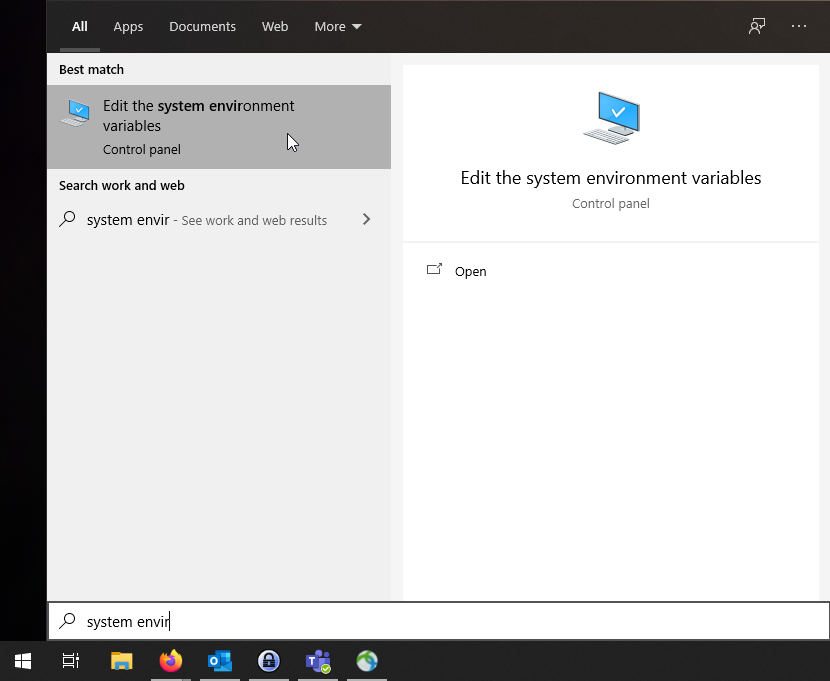 All Apps Documents Web More
Best match
Edit the system environment
variables
Control panel
Search work and web
system envir - See work and web results
Edit the system environment variables
Control panel
Open
system envir